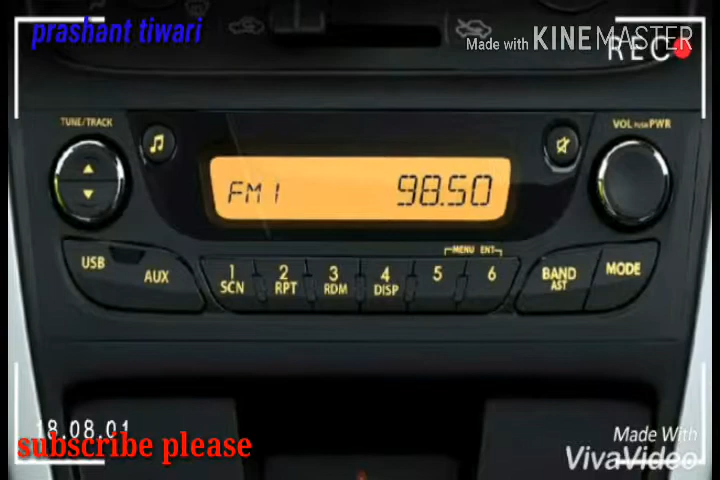 prashant tiwari
Made with KINEMASTER
REC
TUNE/TRACK
VOL PUSH PWR
FM1 98.50
MENU ENT
USB
AUX
1 2 3 4 5 6
SCN RPT RDM DISP
BAND
AST
MODE
18.08.01
subscribe please
Made With
VivaVideo